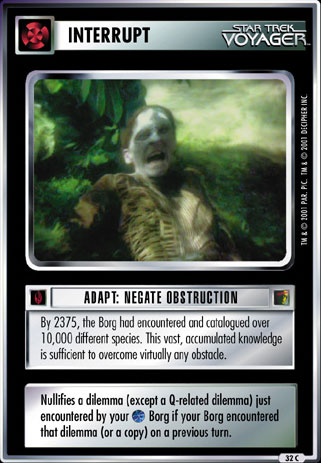 INTERRUPT
STAR TREK
VOYAGER™
TM & © 2001 PAR. P.C. TM & © 2001 DECIPHER INC.
ADAPT: NEGATE OBSTRUCTION
By 2375, the Borg had encountered and catalogued over
10,000 different species. This vast, accumulated knowledge
is sufficient to overcome virtually any obstacle.
Nullifies a dilemma (except a Q-related dilemma) just
encountered by your Borg if your Borg encountered
that dilemma (or a copy) on a previous turn.
32 C